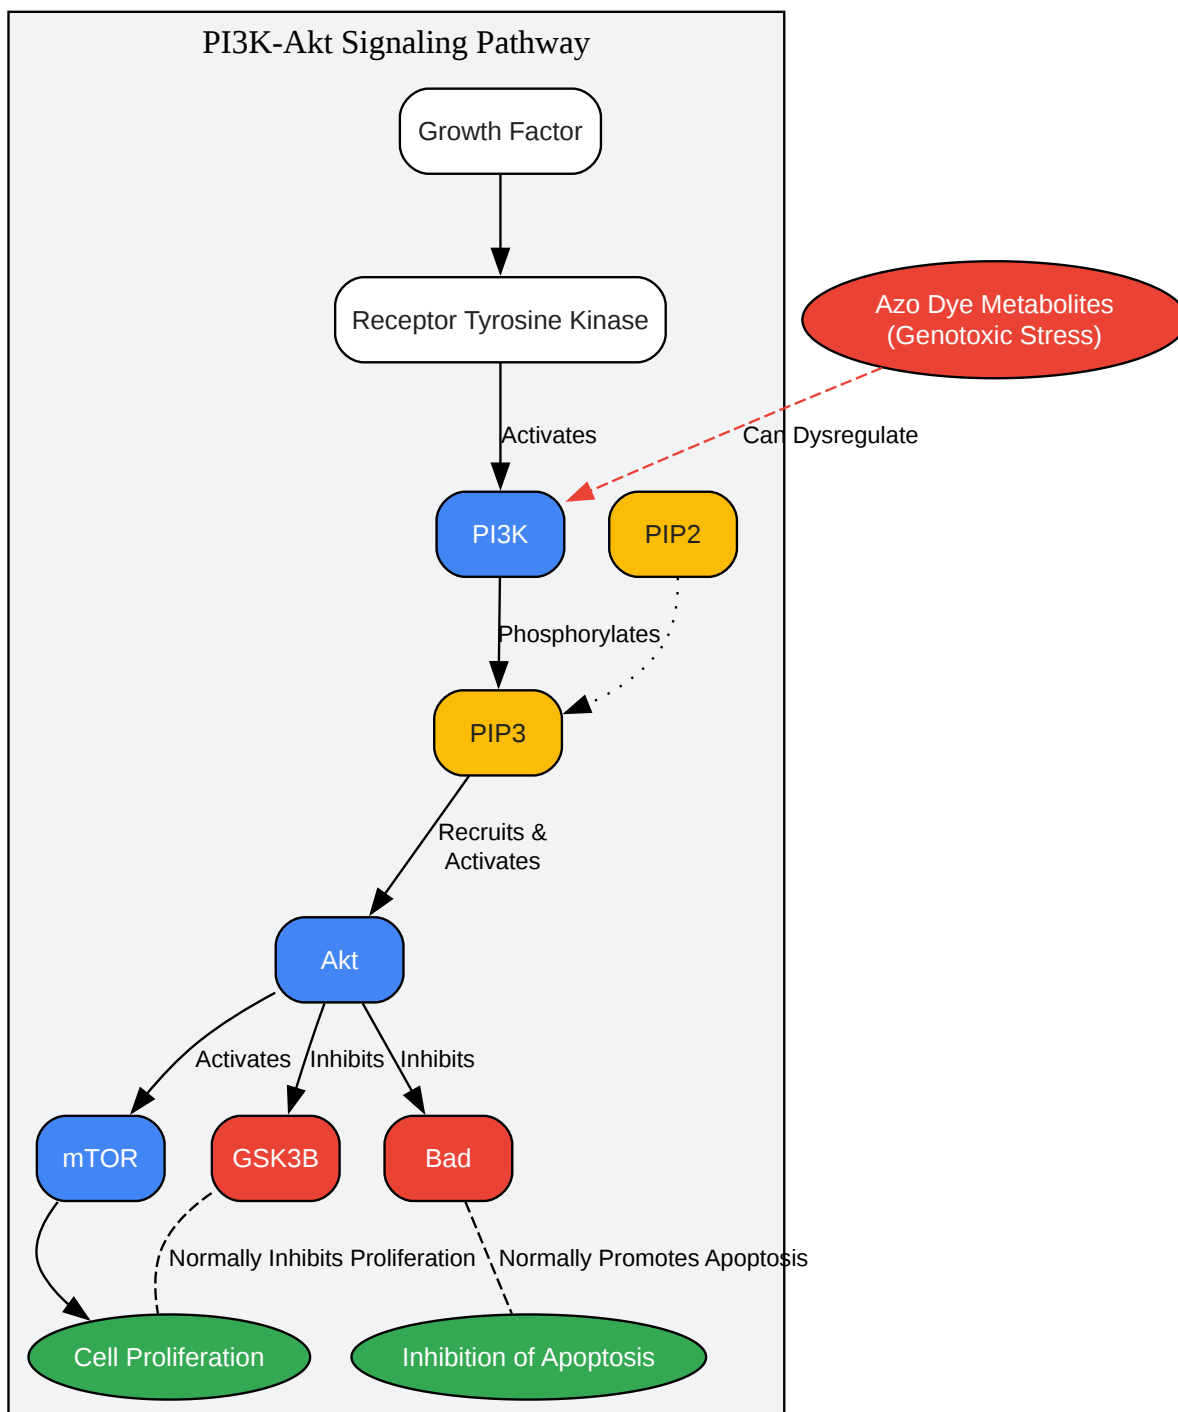 PI3K-Akt Signaling Pathway
Growth Factor
Receptor Tyrosine Kinase
Azo Dye Metabolites
(Genotoxic Stress)
Activates
Can Dysregulate
PI3K
PIP2
Phosphorylates
PIP3
Recruits &
Activates
Akt
Activates
Inhibits
Inhibits
mTOR
GSK3B
Bad
Normally Inhibits Proliferation
Normally Promotes Apoptosis
Cell Proliferation
Inhibition of Apoptosis